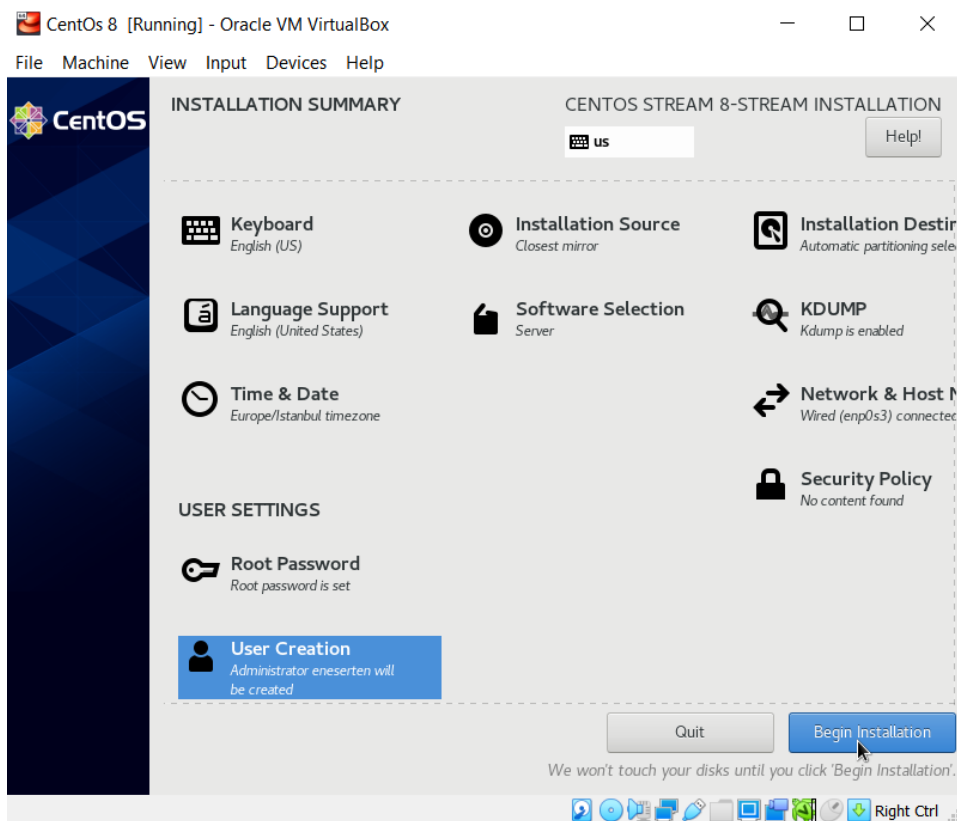 CentOs 8 [Running] - Oracle VM VirtualBox
File Machine View Input Devices Help
CentOS
INSTALLATION SUMMARY
CENTOS STREAM 8-STREAM INSTALLATION
us
Help!
Keyboard
English (US)
Installation Source
Closest mirror
Installation Destin
Automatic partitioning sele
Language Support
English (United States)
Software Selection
Server
KDUMP
Kdump is enabled
Time & Date
Europe/Istanbul timezone
Network & Host N
Wired (enp0s3) connected
Security Policy
No content found
USER SETTINGS
Root Password
Root password is set
User Creation
Administrator eneserten will
be created
Quit
Begin Installation
We won't touch your disks until you click 'Begin Installation'.
Right Ctrl